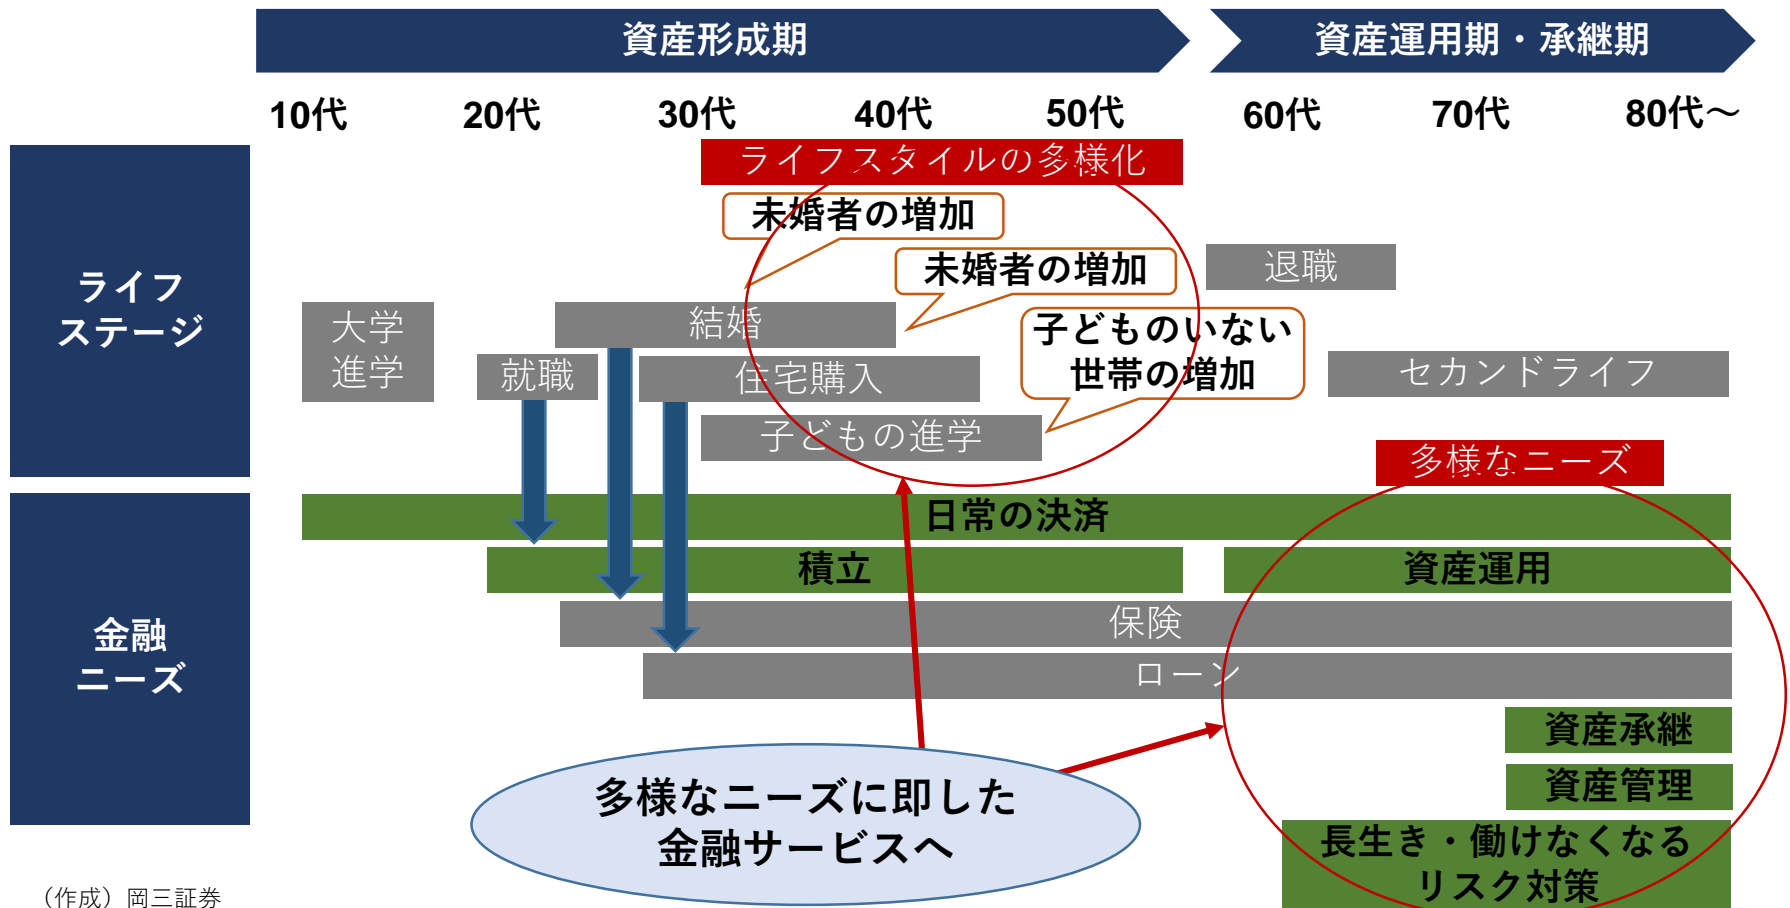 資産形成期
資産運用期・承継期
10代
20代
30代
40代
50代
60代
70代
80代～
ライフ
ステージ
ライフスタイルの多様化
未婚者の増加
未婚者の増加
退職
大学
進学
結婚
子どものいない
世帯の増加
就職
住宅購入
セカンドライフ
子どもの進学
多様なニーズ
金融
ニーズ
日常の決済
積立
資産運用
保険
ローン
資産承継
資産管理
長生き・働けなくなる
リスク対策
多様なニーズに即した
金融サービスへ
（作成）岡三証券